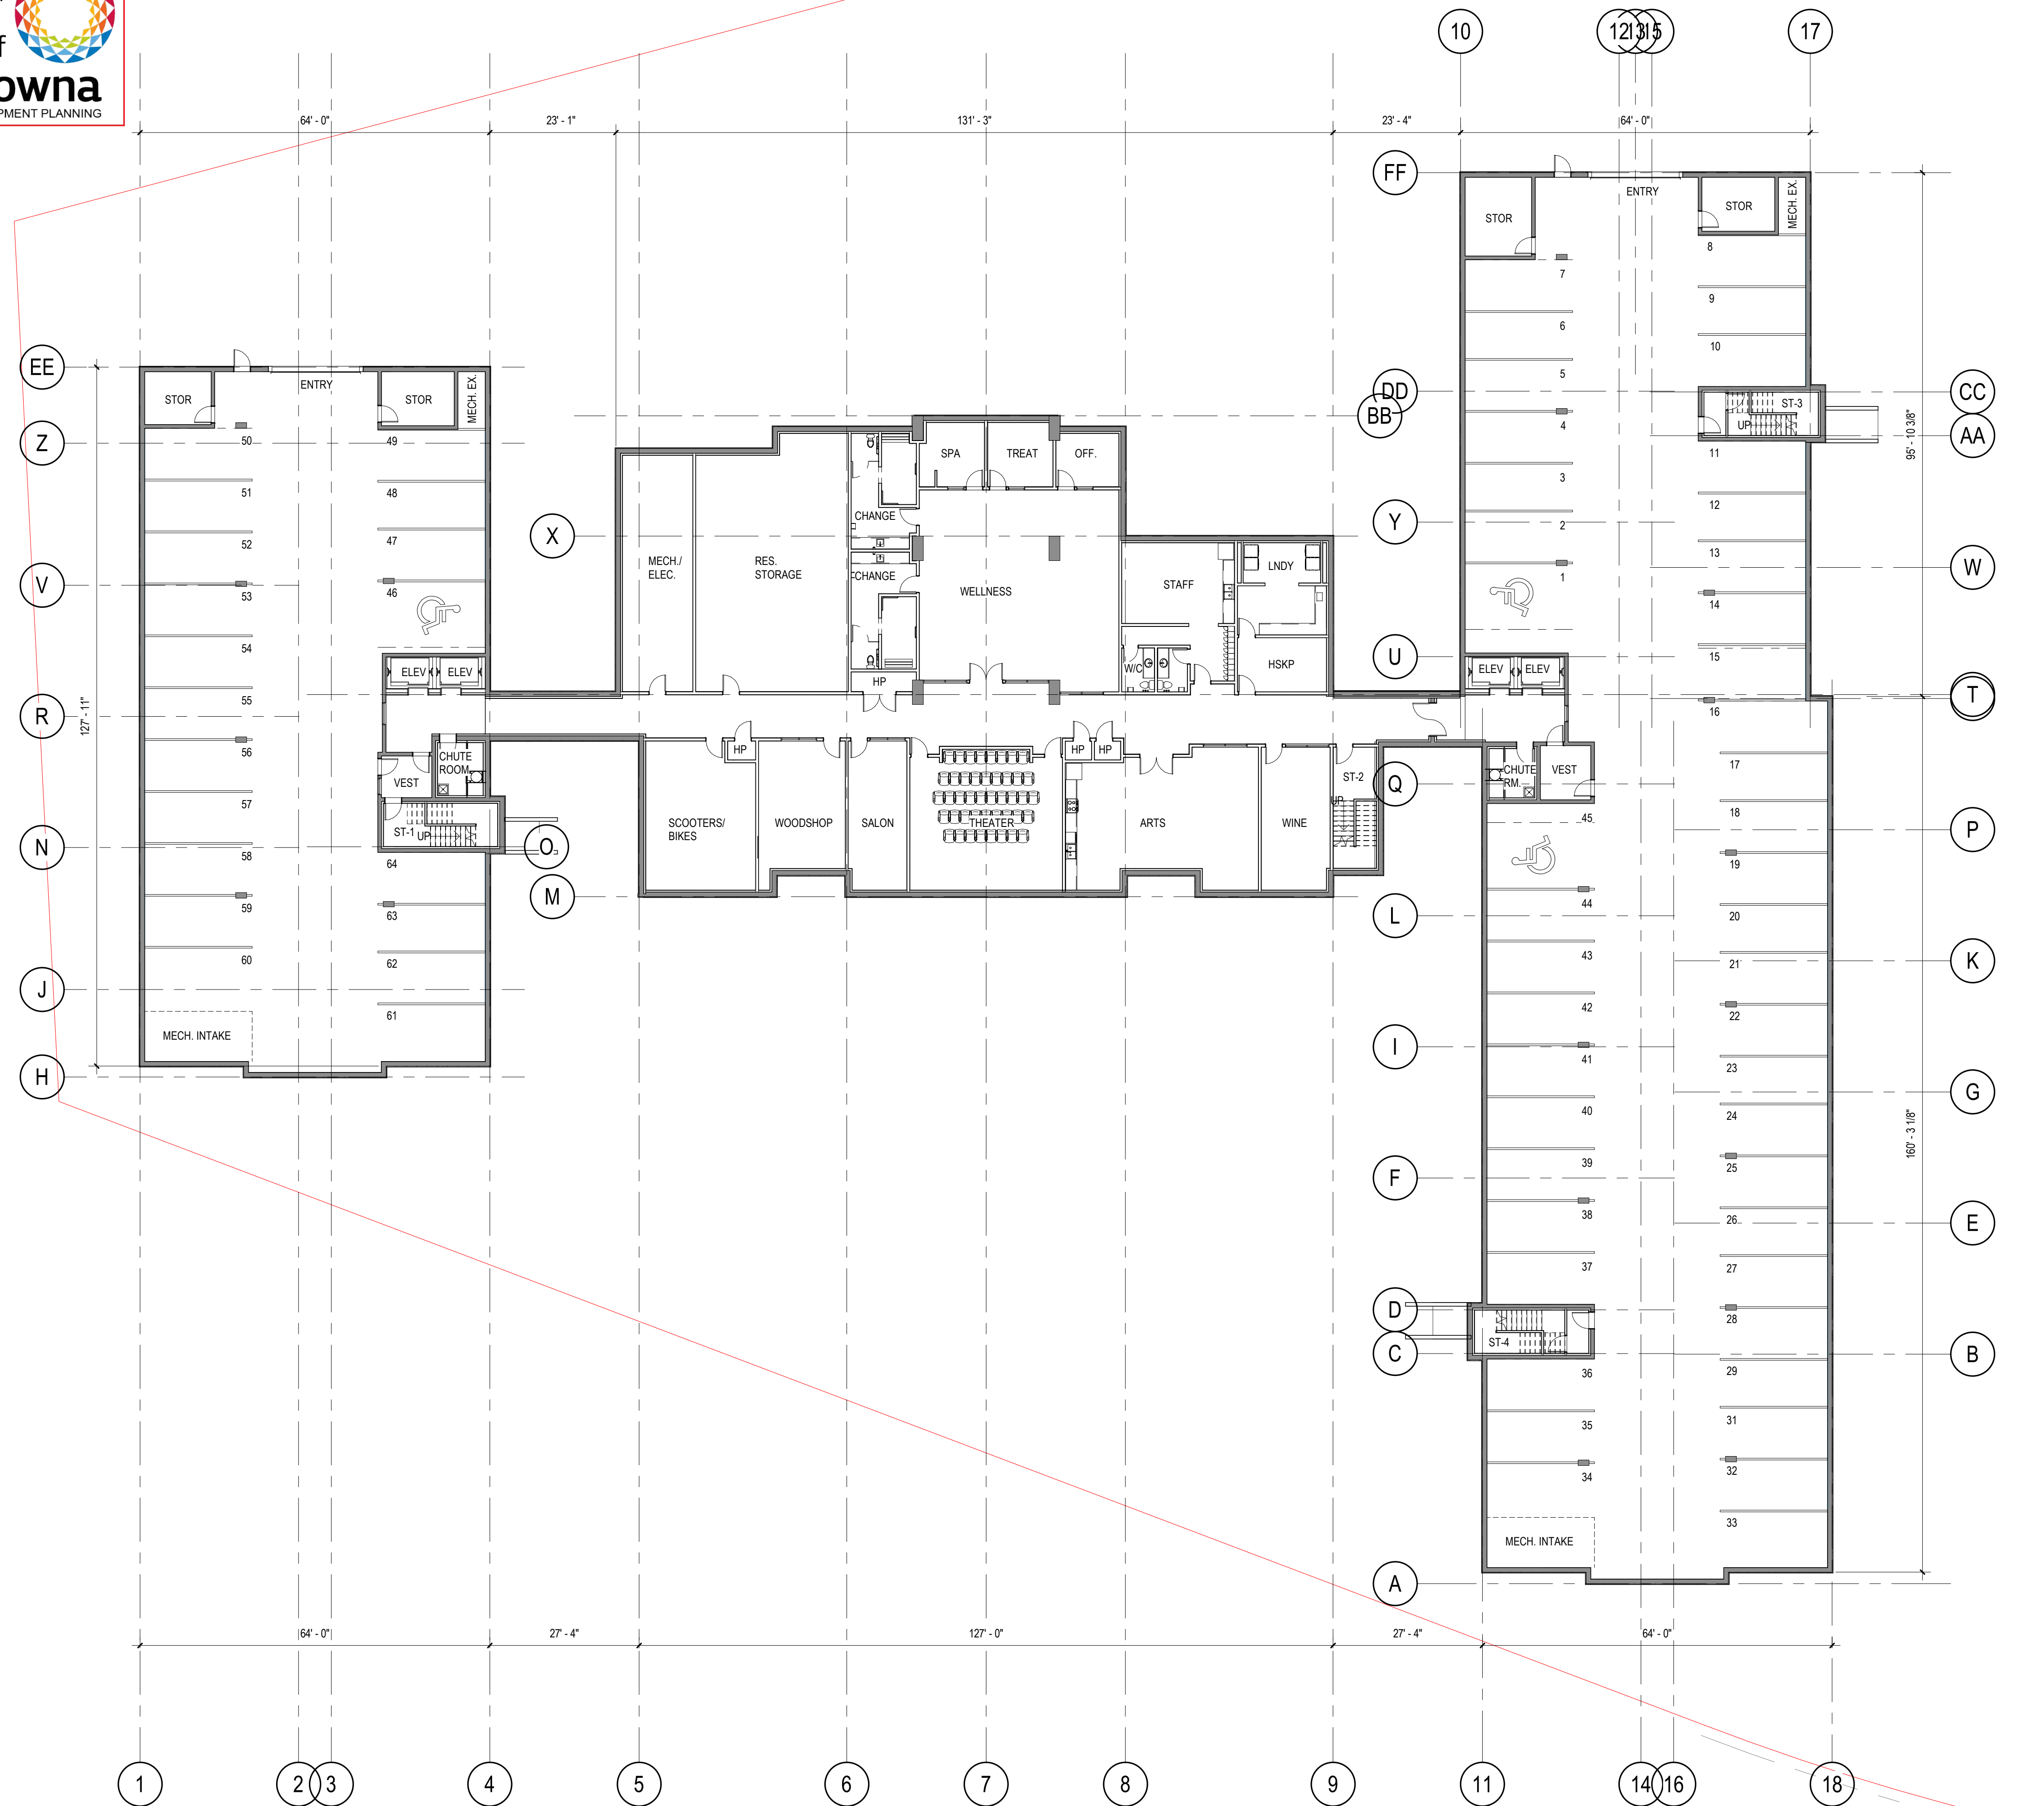 f
owna
PMENT PLANNING
10
12
13
15
17
64' - 0"
23' - 1"
131' - 3"
23' - 4"
64' - 0"
FF
ENTRY
STOR
STOR
MECH. EX.
8
7
9
6
10
5
EE
ENTRY
STOR
STOR
MECH. EX.
DD
BB
CC
AA
ST-3
UP
4
95' - 10 3/8"
Z
50
49
SPA
TREAT
OFF.
11
3
51
48
12
CHANGE
Y
2
X
52
47
13
MECH./
ELEC.
RES.
STORAGE
CHANGE
WELLNESS
STAFF
LNDY
1
W
V
53
46
14
54
U
15
ELEV
ELEV
W/C
HSKP
ELEV
ELEV
HP
55
T
16
R
127' - 11"
56
HP
HP
HP
CHUTE
ROOM
VEST
ST-2
Q
CHUTE
RM.
VEST
17
57
UP
18
45
ST-1
UP
SCOOTERS/
BIKES
WOODSHOP
SALON
THEATER
ARTS
WINE
P
N
58
64
O
19
M
59
63
L
44
20
60
62
43
21
K
J
61
42
22
MECH. INTAKE
I
41
23
H
G
40
24
160' - 3 1/8"
39
25
F
38
26
E
37
27
D
28
ST-4
C
B
36
29
35
31
34
32
33
MECH. INTAKE
A
64' - 0"
27' - 4"
127' - 0"
27' - 4"
64' - 0"
1
2
3
4
5
6
7
8
9
11
14
16
18